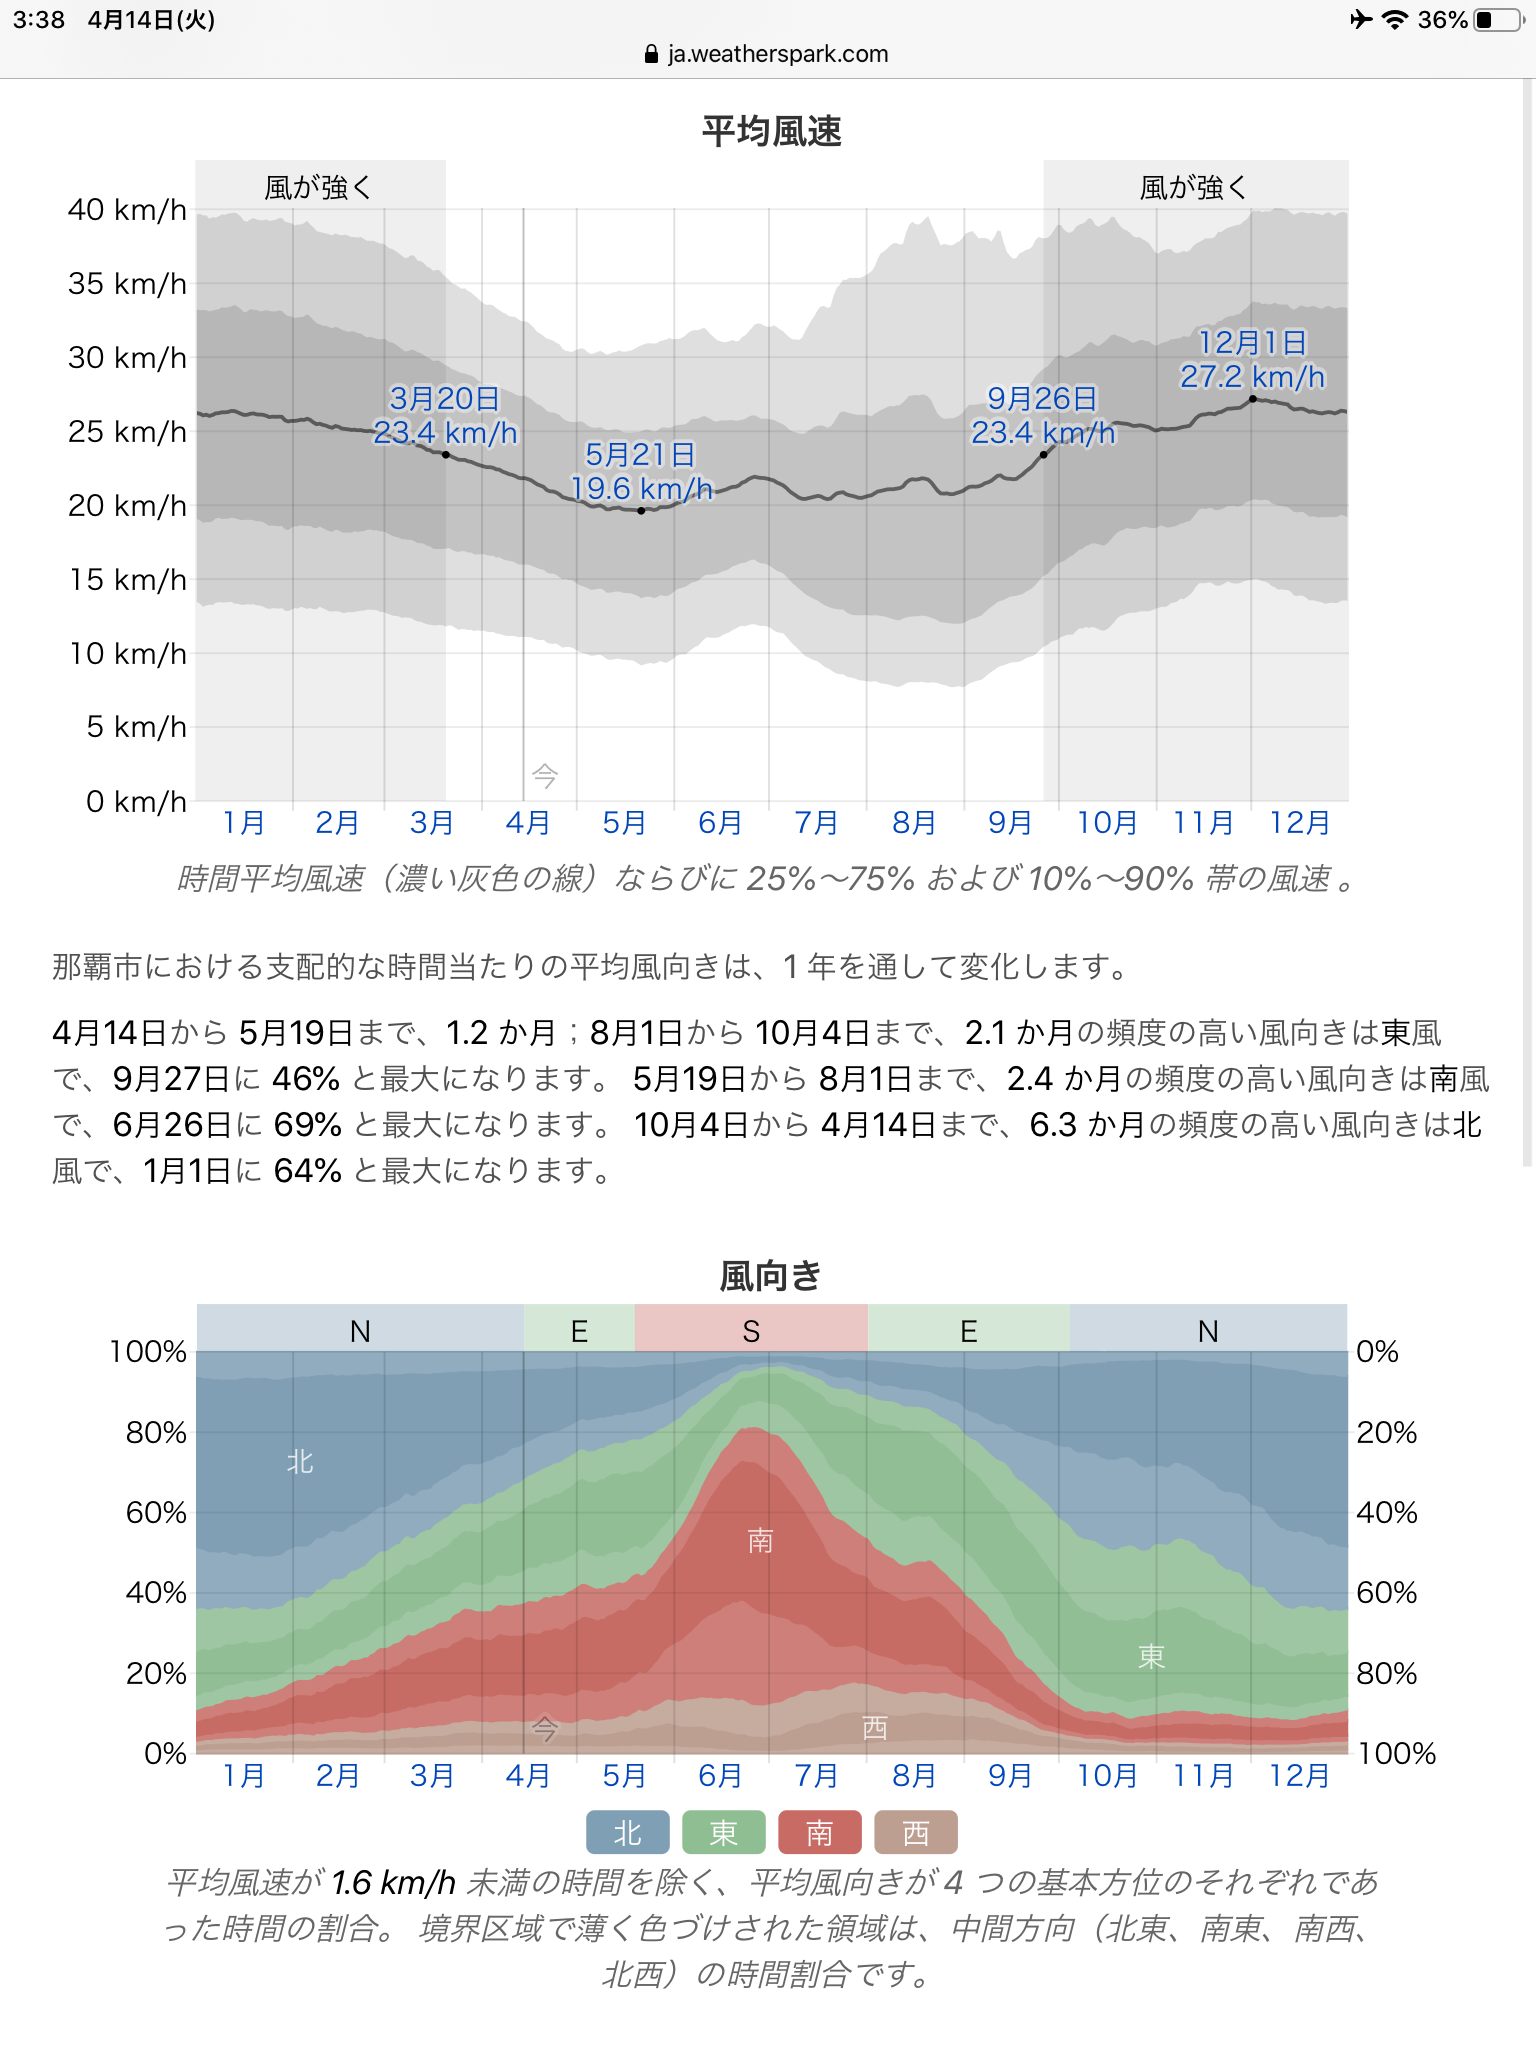 3:38 4月14日(火) 36%
ja.weatherspark.com
平均風速
風が強く 風が強く
40 km/h
35 km/h
30 km/h
25 km/h
20 km/h
15 km/h
10 km/h
5 km/h
0 km/h
12月1日
27.2 km/h
3月20日
23.4 km/h
9月26日
23.4 km/h
5月21日
19.6 km/h
今
1月 2月 3月 4月 5月 6月 7月 8月 9月 10月 11月 12月
時間平均風速（濃い灰色の線）ならびに 25%～75% および 10%～90% 帯の風速 。
那覇市における支配的な時間当たりの平均風向きは、1 年を通して変化します。
4月14日から 5月19日まで、1.2 か月；8月1日から 10月4日まで、2.1 か月の頻度の高い風向きは東風
で、9月27日に 46% と最大になります。 5月19日から 8月1日まで、2.4 か月の頻度の高い風向きは南風
で、6月26日に 69% と最大になります。 10月4日から 4月14日まで、6.3 か月の頻度の高い風向きは北
風で、1月1日に 64% と最大になります。
風向き
N E S E N
100% 0%
80% 20%
60% 40%
40% 60%
20% 80%
0% 100%
北
南
東
西
今
1月 2月 3月 4月 5月 6月 7月 8月 9月 10月 11月 12月
北 東 南 西
平均風速が 1.6 km/h 未満の時間を除く、平均風向きが 4 つの基本方位のそれぞれであ
った時間の割合。 境界区域で薄く色づけされた領域は、中間方向（北東、南東、南西、
北西）の時間割合です。